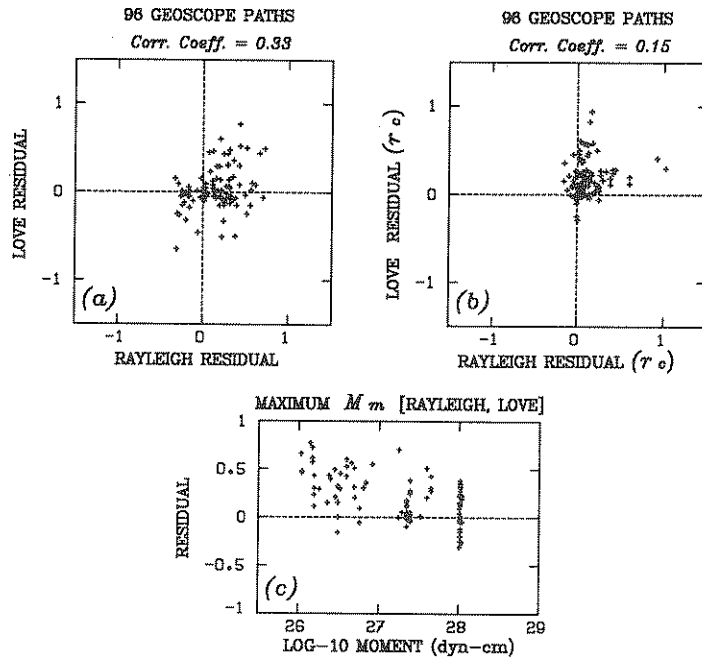 96 GEOSCOPE PATHS
Corr. Coeff. = 0.33
LOVE RESIDUAL
1
0
-1
(a)
-1
0
1
RAYLEIGH RESIDUAL
96 GEOSCOPE PATHS
Corr. Coeff. = 0.15
LOVE RESIDUAL (r c)
1
0
-1
(b)
-1
0
1
RAYLEIGH RESIDUAL (r c)
MAXIMUM M m [RAYLEIGH, LOVE]
RESIDUAL
1
0.5
0
-0.5
-1
(c)
26
27
28
29
LOG-10 MOMENT (dyn-cm)